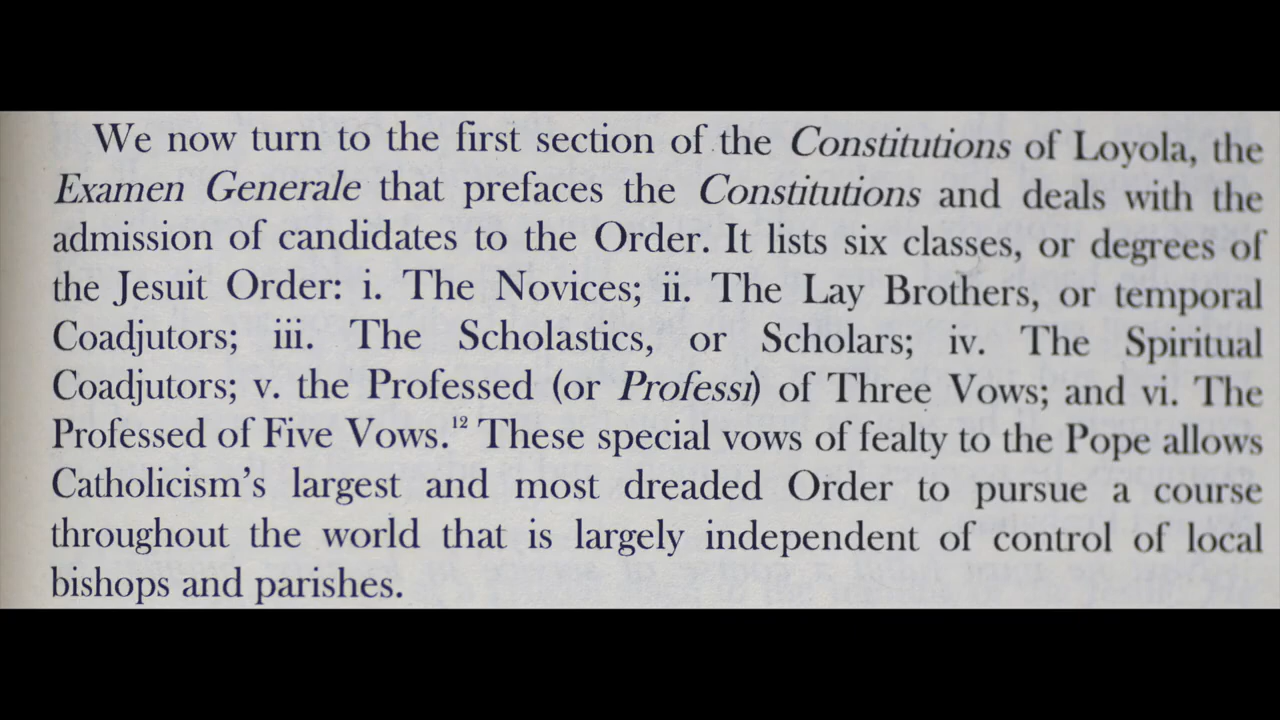 We now turn to the first section of the Constitutions of Loyola, the
Examen Generale that prefaces the Constitutions and deals with the
admission of candidates to the Order. It lists six classes, or degrees of
the Jesuit Order: i. The Novices; ii. The Lay Brothers, or temporal
Coadjutors; iii. The Scholastics, or Scholars; iv. The Spiritual
Coadjutors; v. the Professed (or Professi) of Three Vows; and vi. The
Professed of Five Vows.¹² These special vows of fealty to the Pope allows
Catholicism’s largest and most dreaded Order to pursue a course
throughout the world that is largely independent of control of local
bishops and parishes.